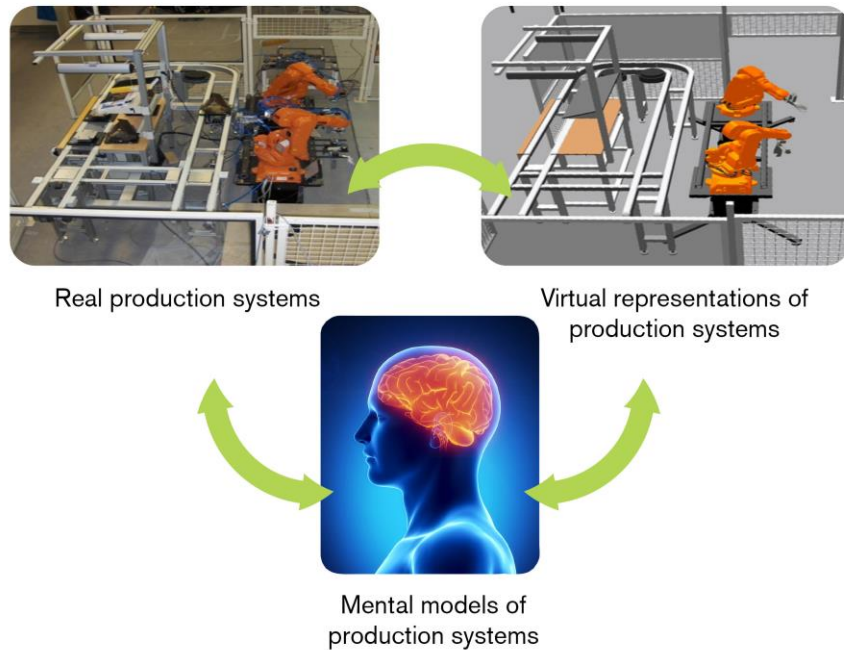 Real production systems
Virtual representations of
production systems
Mental models of
production systems